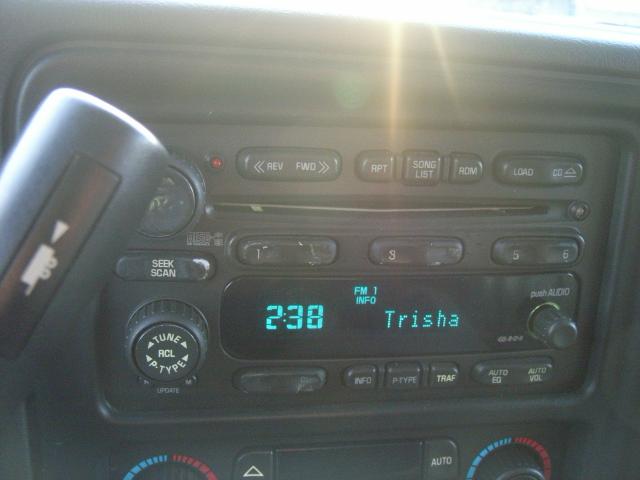 REV FWD
RPT
SONG LIST
RDM
LOAD CD
1
3
5 6
SEEK SCAN
FM 1
INFO
2:38
Trisha
push AUDIO
TUNE
RCL
P-TYPE
UPDATE
INFO
P-TYPE
TRAF
AUTO EQ
AUTO VOL
AUTO